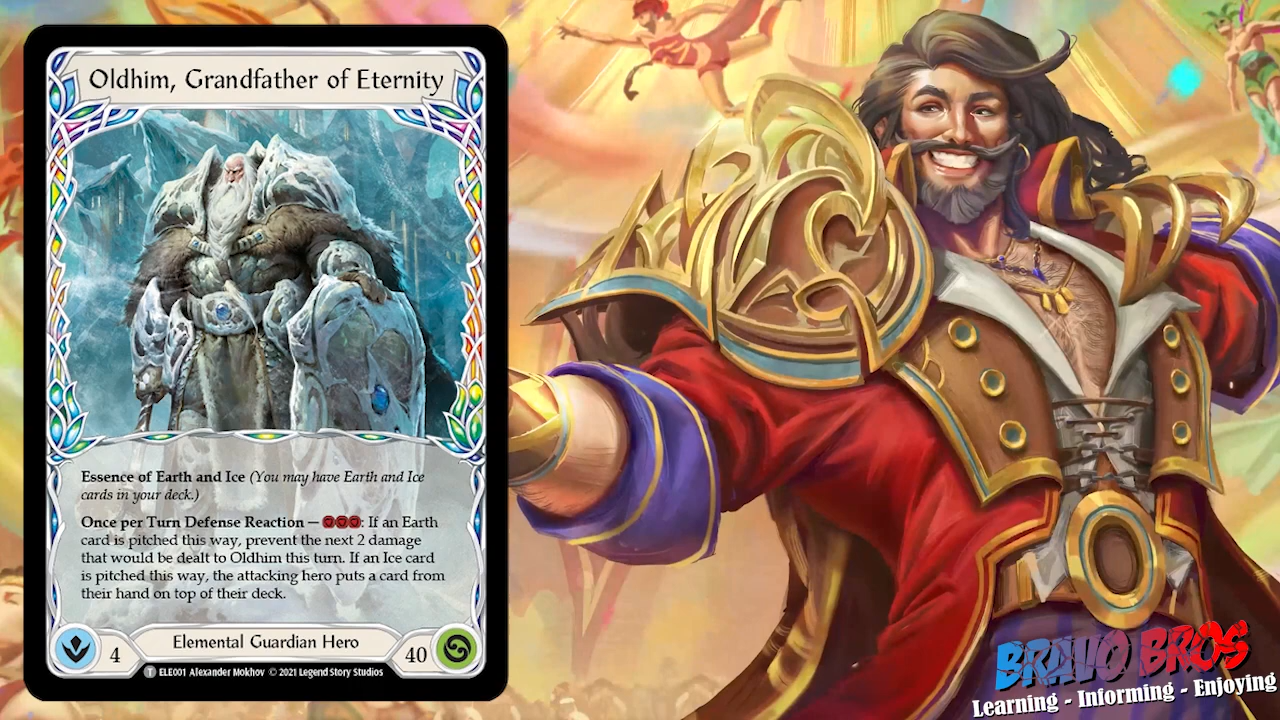 Oldhim, Grandfather of Eternity
Essence of Earth and Ice (You may have Earth and Ice
cards in your deck.)
Once per Turn Defense Reaction — : If an Earth
card is pitched this way, prevent the next 2 damage
that would be dealt to Oldhim this turn. If an Ice card
is pitched this way, the attacking hero puts a card from
their hand on top of their deck.
4
Elemental Guardian Hero
40
T ELE001 Alexander Mokhov © 2021 Legend Story Studios
BRAVO BROS
Learning - Informing - Enjoying